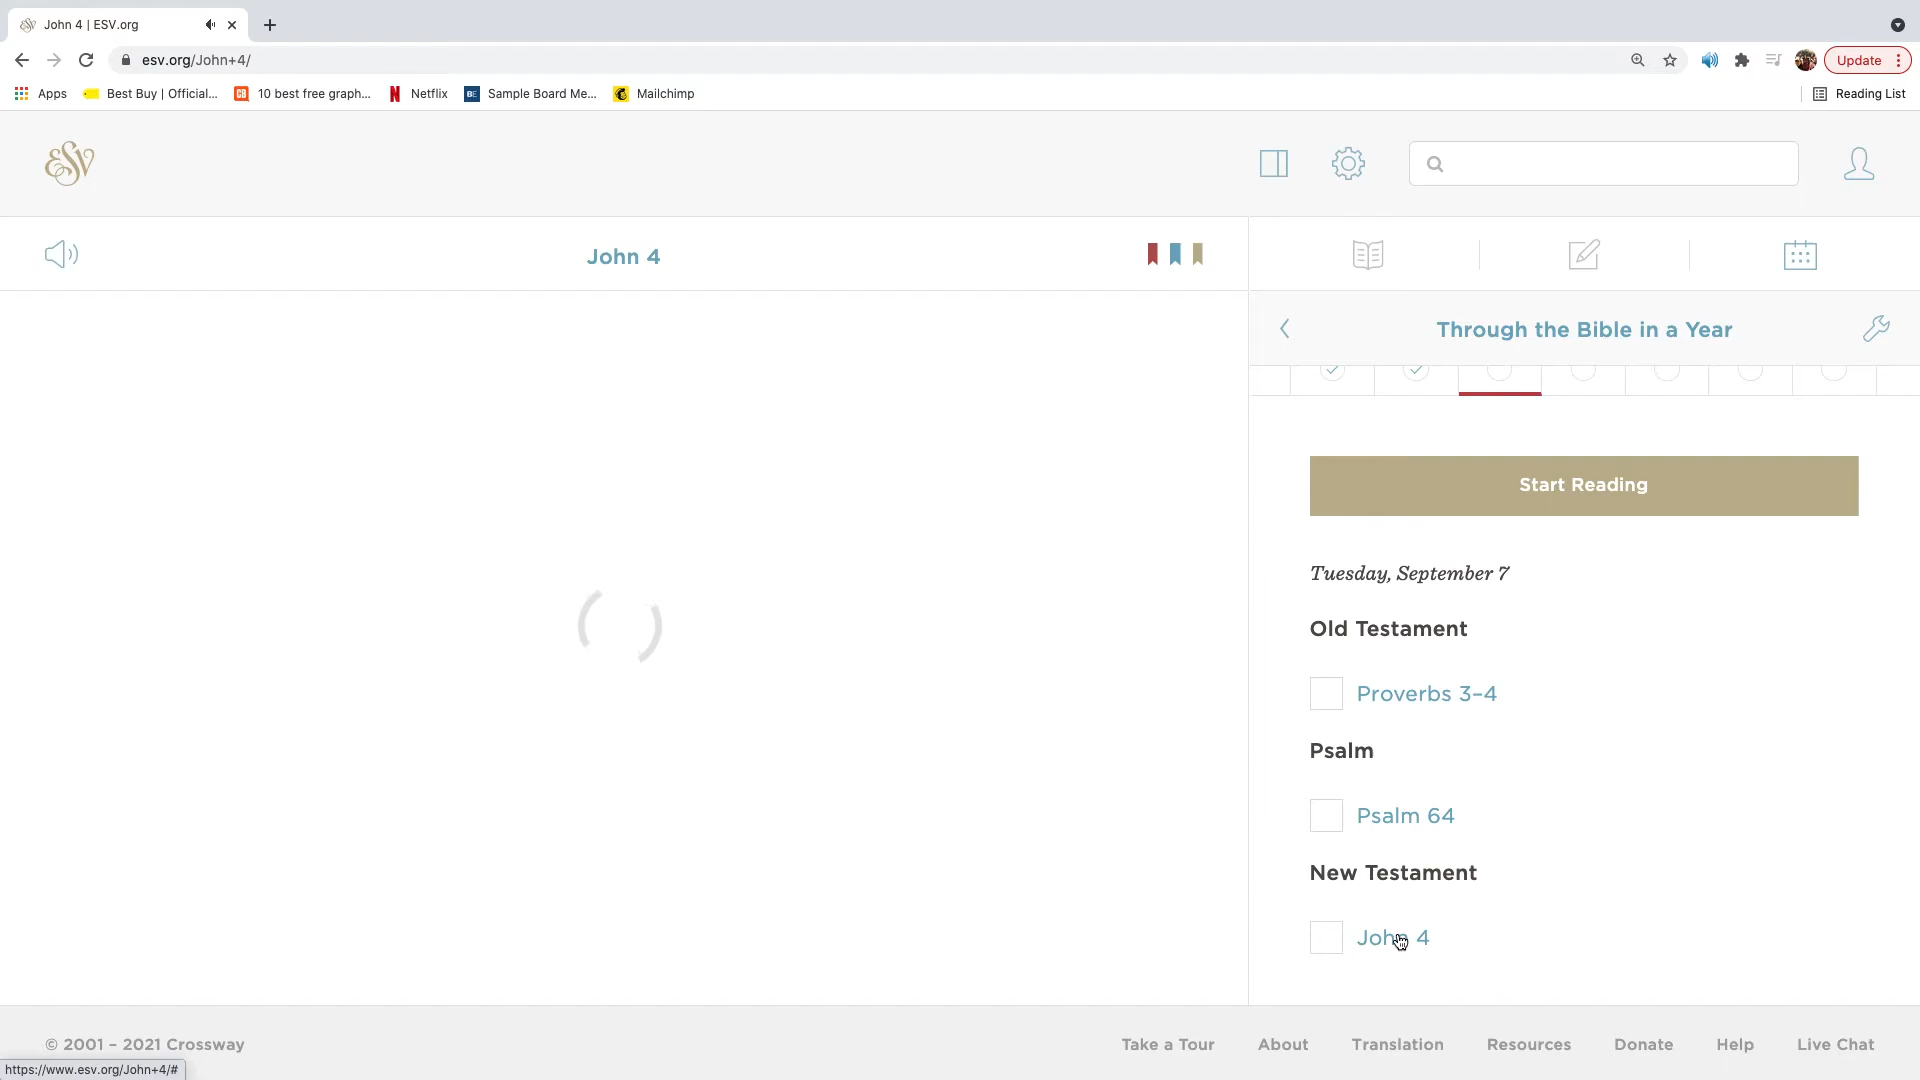 John 4 | ESV.org
esv.org/John+4/
Update
Apps
Best Buy | Official...
CB
10 best free graph...
Netflix
BE
Sample Board Me...
Mailchimp
Reading List
ESV
John 4
Through the Bible in a Year
Start Reading
Tuesday, September 7
Old Testament
Proverbs 3–4
Psalm
Psalm 64
New Testament
John 4
© 2001 – 2021 Crossway
Take a Tour
About
Translation
Resources
Donate
Help
Live Chat
https://www.esv.org/John+4/#